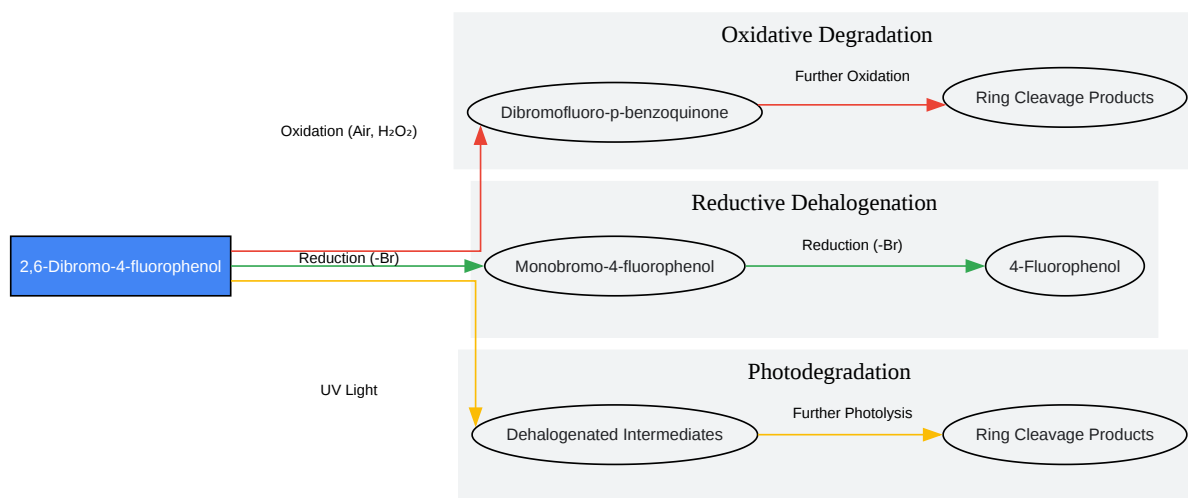 Oxidative Degradation
Further Oxidation
Dibromofluoro-p-benzoquinone
Ring Cleavage Products
Oxidation (Air, H₂O₂)
Reductive Dehalogenation
2,6-Dibromo-4-fluorophenol
Reduction (-Br)
Monobromo-4-fluorophenol
Reduction (-Br)
4-Fluorophenol
Photodegradation
UV Light
Dehalogenated Intermediates
Further Photolysis
Ring Cleavage Products